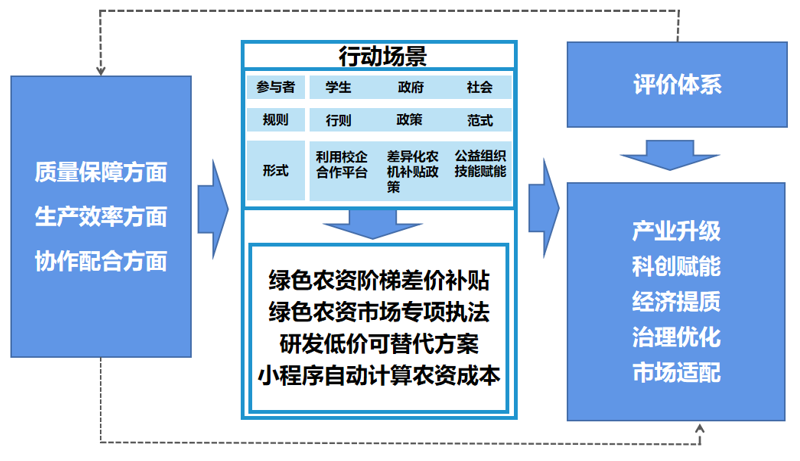 质量保障方面
生产效率方面
协作配合方面
行动场景
参与者 学生 政府 社会
规则 行则 政策 范式
形式
利用校企
合作平台
差异化农
机补贴政
策
公益组织
技能赋能
绿色农资阶梯差价补贴
绿色农资市场专项执法
研发低价可替代方案
小程序自动计算农资成本
评价体系
产业升级
科创赋能
经济提质
治理优化
市场适配